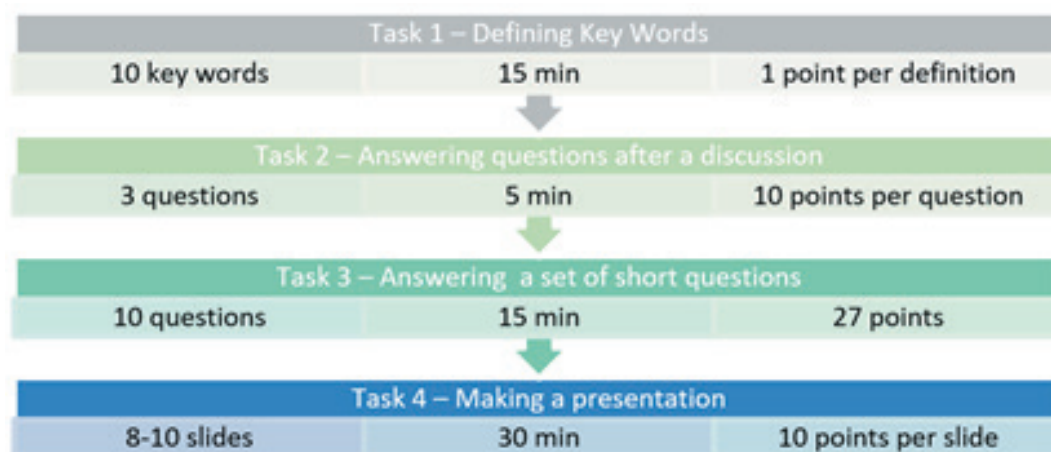 Task 1 – Defining Key Words
10 key words 15 min 1 point per definition
Task 2 – Answering questions after a discussion
3 questions 5 min 10 points per question
Task 3 – Answering a set of short questions
10 questions 15 min 27 points
Task 4 – Making a presentation
8-10 slides 30 min 10 points per slide